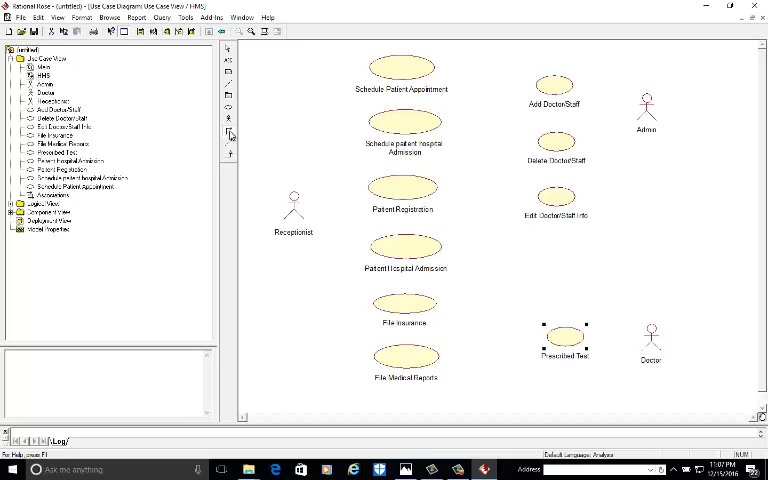 Rational Rose - (untitled) - [Use Case Diagram: Use Case View / HMS]
File Edit View Format Browse Report Query Tools Add-Ins Window Help
(untitled)
Use Case View
Main
HMS
Admin
Doctor
Receptionist
Add Doctor/Staff
Delete Doctor/Staff
Edit Doctor/Staff Info
File Insurance
File Medical Reports
Prescribed Test
Patient Hospital Admission
Patient Registration
Schedule patient hospital Admission
Schedule Patient Appointment
Associations
Logical View
Component View
Deployment View
Model Properties
ABC
Schedule Patient Appointment
Add Doctor/Staff
Admin
Schedule patient hospital
Admission
Delete Doctor/Staff
Patient Registration
Edit Doctor/Staff Info
Receptionist
Patient Hospital Admission
File Insurance
Prescribed Test
Doctor
File Medical Reports
Log
For Help, press F1
Default Language: Analysis
NUM
Ask me anything
Address
11:07 PM
12/15/2016
22